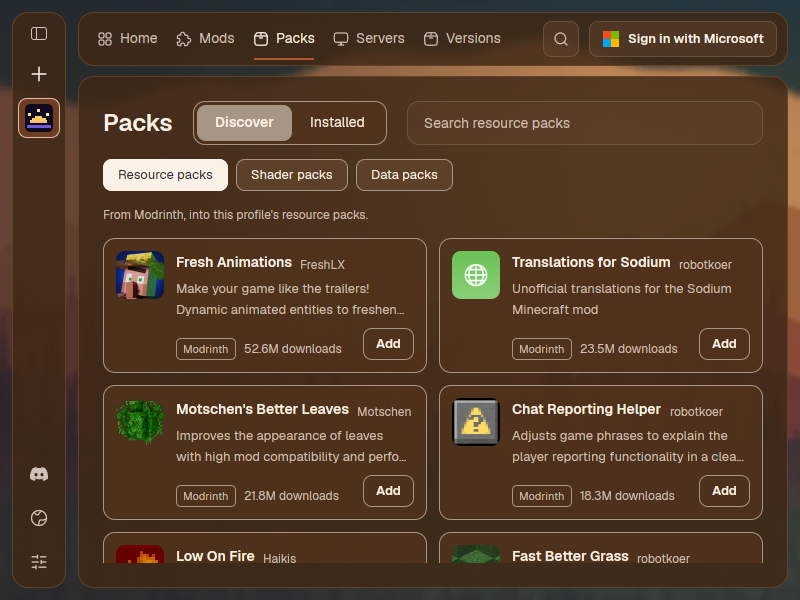 Home
Mods
Packs
Servers
Versions
Sign in with Microsoft
Packs
Discover
Installed
Search resource packs
Resource packs
Shader packs
Data packs
From Modrinth, into this profile's resource packs.
Fresh Animations FreshLX
Make your game like the trailers!
Dynamic animated entities to freshen...
Modrinth 52.6M downloads
Add
Translations for Sodium robotkoer
Unofficial translations for the Sodium
Minecraft mod
Modrinth 23.5M downloads
Add
Motschen's Better Leaves Motschen
Improves the appearance of leaves
with high mod compatibility and perfo...
Modrinth 21.8M downloads
Add
Chat Reporting Helper robotkoer
Adjusts game phrases to explain the
player reporting functionality in a clea...
Modrinth 18.3M downloads
Add
Low On Fire Haikis
Fast Better Grass robotkoer